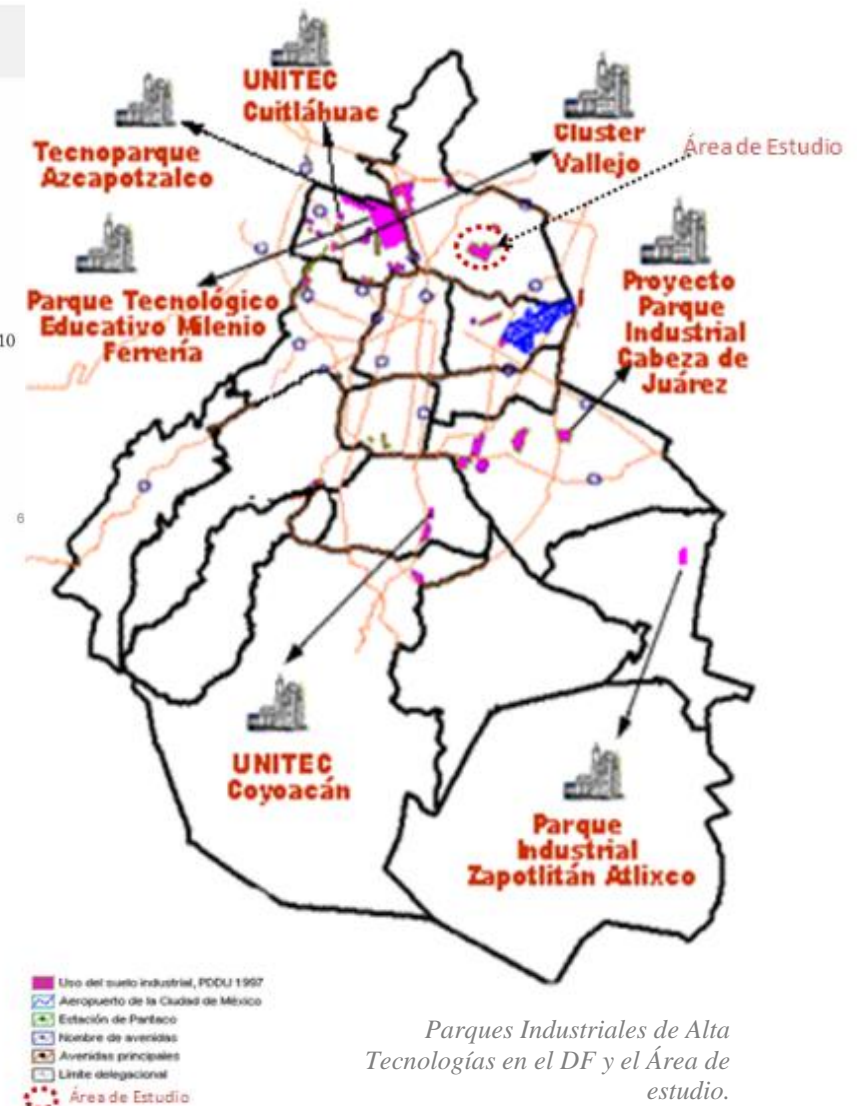 UNITEC
Cuitláhuac
Tecnoparque
Azcapotzalco
Cluster
Vallejo
Área de Estudio
Parque Tecnológico
Educativo Milenio
Ferrería
Proyecto
Parque
Industrial
Cabeza de
Juárez
10
6
UNITEC
Coyoacán
Parque
Industrial
Zapotlitán Atlixco
Uso del suelo industrial, PDDU 1997
Aeropuerto de la Ciudad de México
Estación de Pantaco
Nombre de avenidas
Avenidas principales
Límite delegacional
Área de Estudio
Parques Industriales de Alta
Tecnologías en el DF y el Área de
estudio.